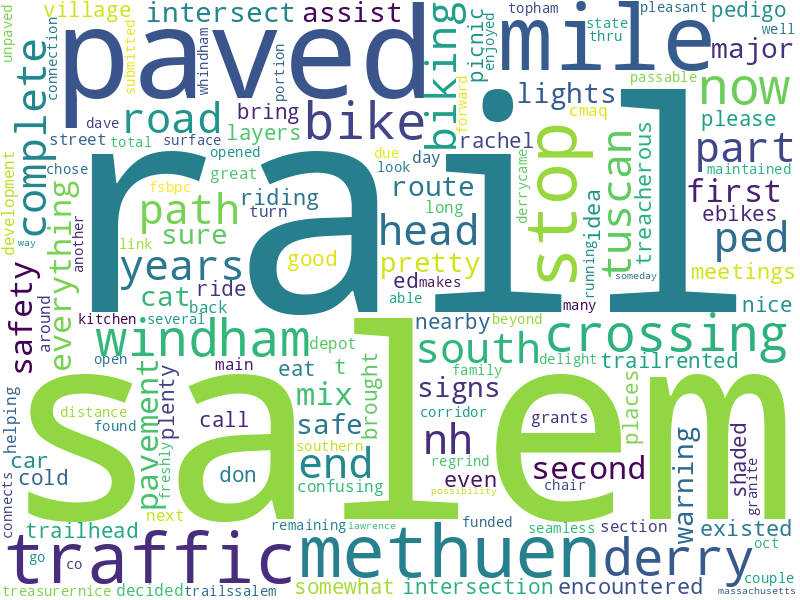 unpaved
village
connection
submitted
intersect
whindham
assist
portion
paved
biking
picnic
enjoyed
topham
mile
state
thru
pleasant
pedigo
well
major
passable
now
lights
forward
cmaq
rachel
please
part
maintained
complete
road
bring
layers
bike
dave
surface
street
total
opened
due
look
day
great
fsbpc
route
long
stop
derrycame
running
idea
tuscan
someday
treacherous
first
ebikes
ped
meetings
nice
development
chose
way
everything
another
link
path
sure
riding
turn
head
rail
years
good
pretty
ed
makes
able
many
cat
ride
back
safety
around
kitchen
several
windham
depot
nearby
beyond
crossing
south
delight
trailrented
open
main
eat
t
mix
brought
family
signs
corridor
places
distance
found
pavement
freshly
plenty
call
safe
southern
nh
grants
helping
car
cold
don
end
confusing
regrind
even
possibility
second
chair
warning
shaded
granite
salem
connects
trailhead
next
remaining
lawrence
funded
seamless
section
existed
oct
traffic
go
co
methuen
derry
couple
treasurernice
decided
trailssalem
somewhat
intersection
encountered
massachusetts